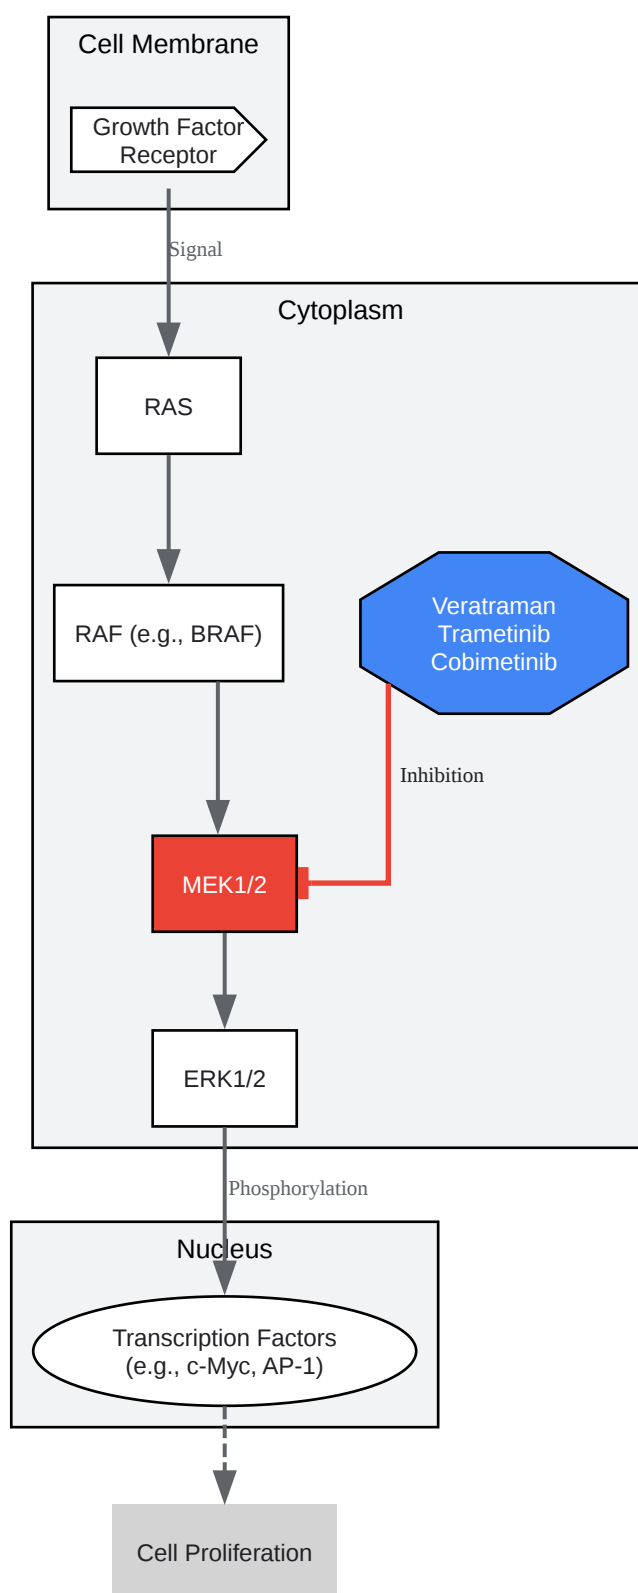 Cell Membrane
Growth Factor
Receptor
Signal
Cytoplasm
RAS
RAF (e.g., BRAF)
Veratraman
Trametinib
Cobimetinib
Inhibition
MEK1/2
ERK1/2
Phosphorylation
Nucleus
Transcription Factors
(e.g., c-Myc, AP-1)
Cell Proliferation